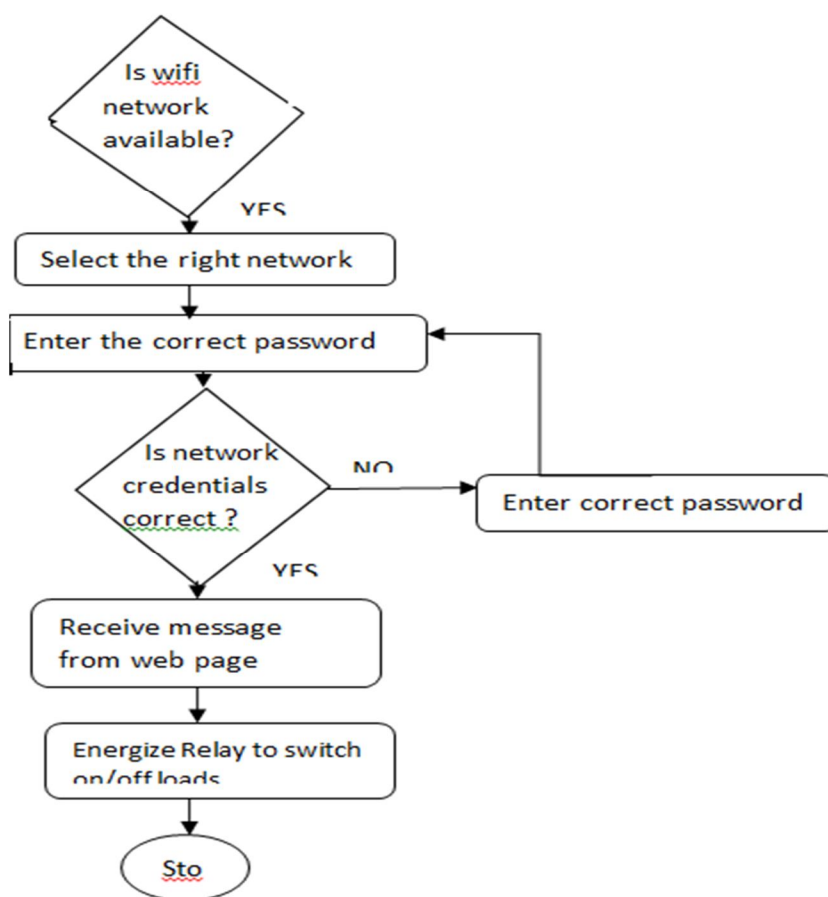 Is wifi
network
available?
YES
Select the right network
Enter the correct password
Is network
credentials
correct ?
NO
Enter correct password
YES
Receive message
from web page
Energize Relay to switch
on/off loads
Sto